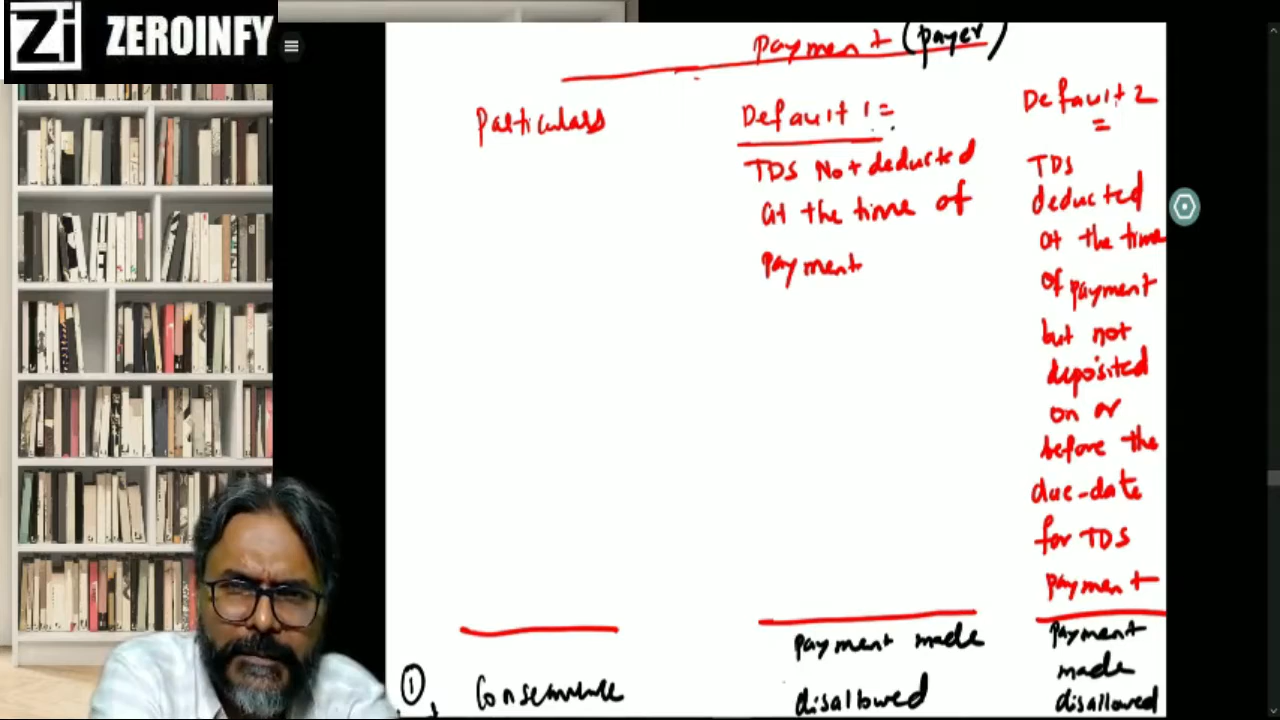 Zi ZEROINFY
Payment (payer)
Particulars
Default 1 =
TDS Not deducted
at the time of
payment
Default 2
=
TDS
deducted
at the time
of payment
but not
deposited
on or
before the
due-date
for TDS
payment
① Consequence
payment made
disallowed
payment
made
disallowed